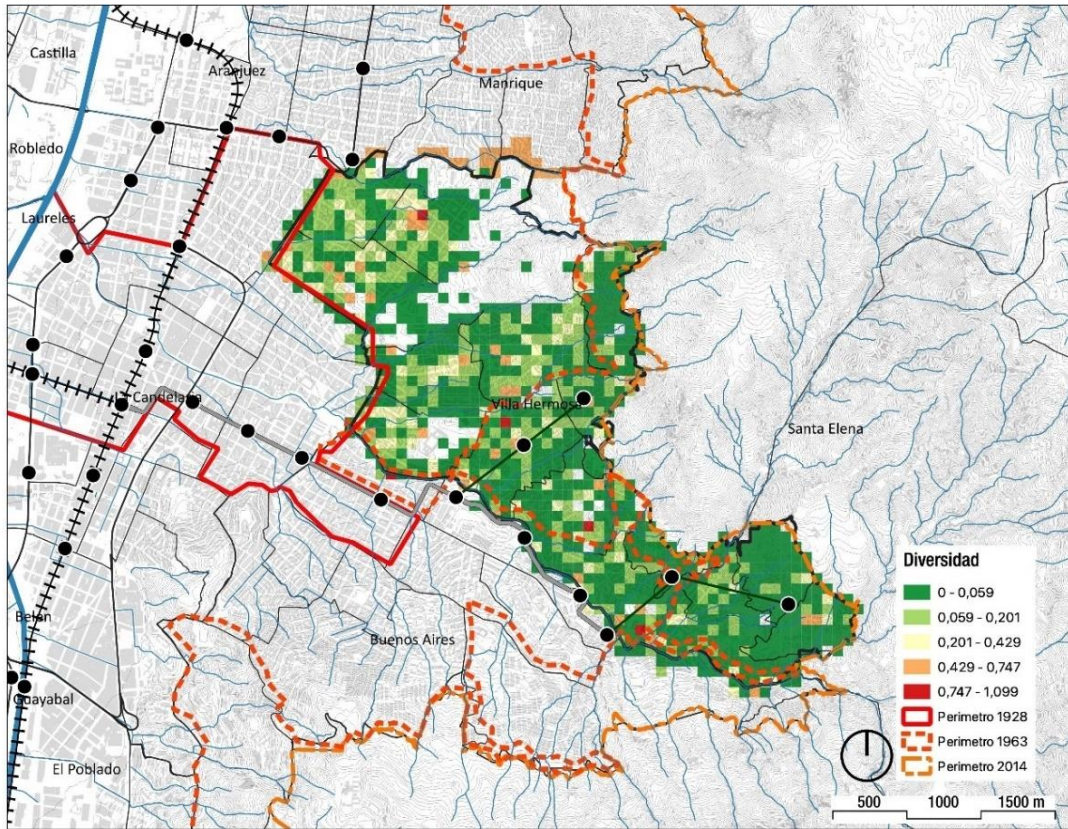 Castilla
Aranjuez
Manrique
Robledo
Laureles
La Candelaria
Villa Hermosa
Santa Elena
Buenos Aires
Belén
Guayabal
El Poblado
Diversidad
0 - 0,059
0,059 - 0,201
0,201 - 0,429
0,429 - 0,747
0,747 - 1,099
Perimetro 1928
Perimetro 1963
Perimetro 2014
500 1000 1500 m